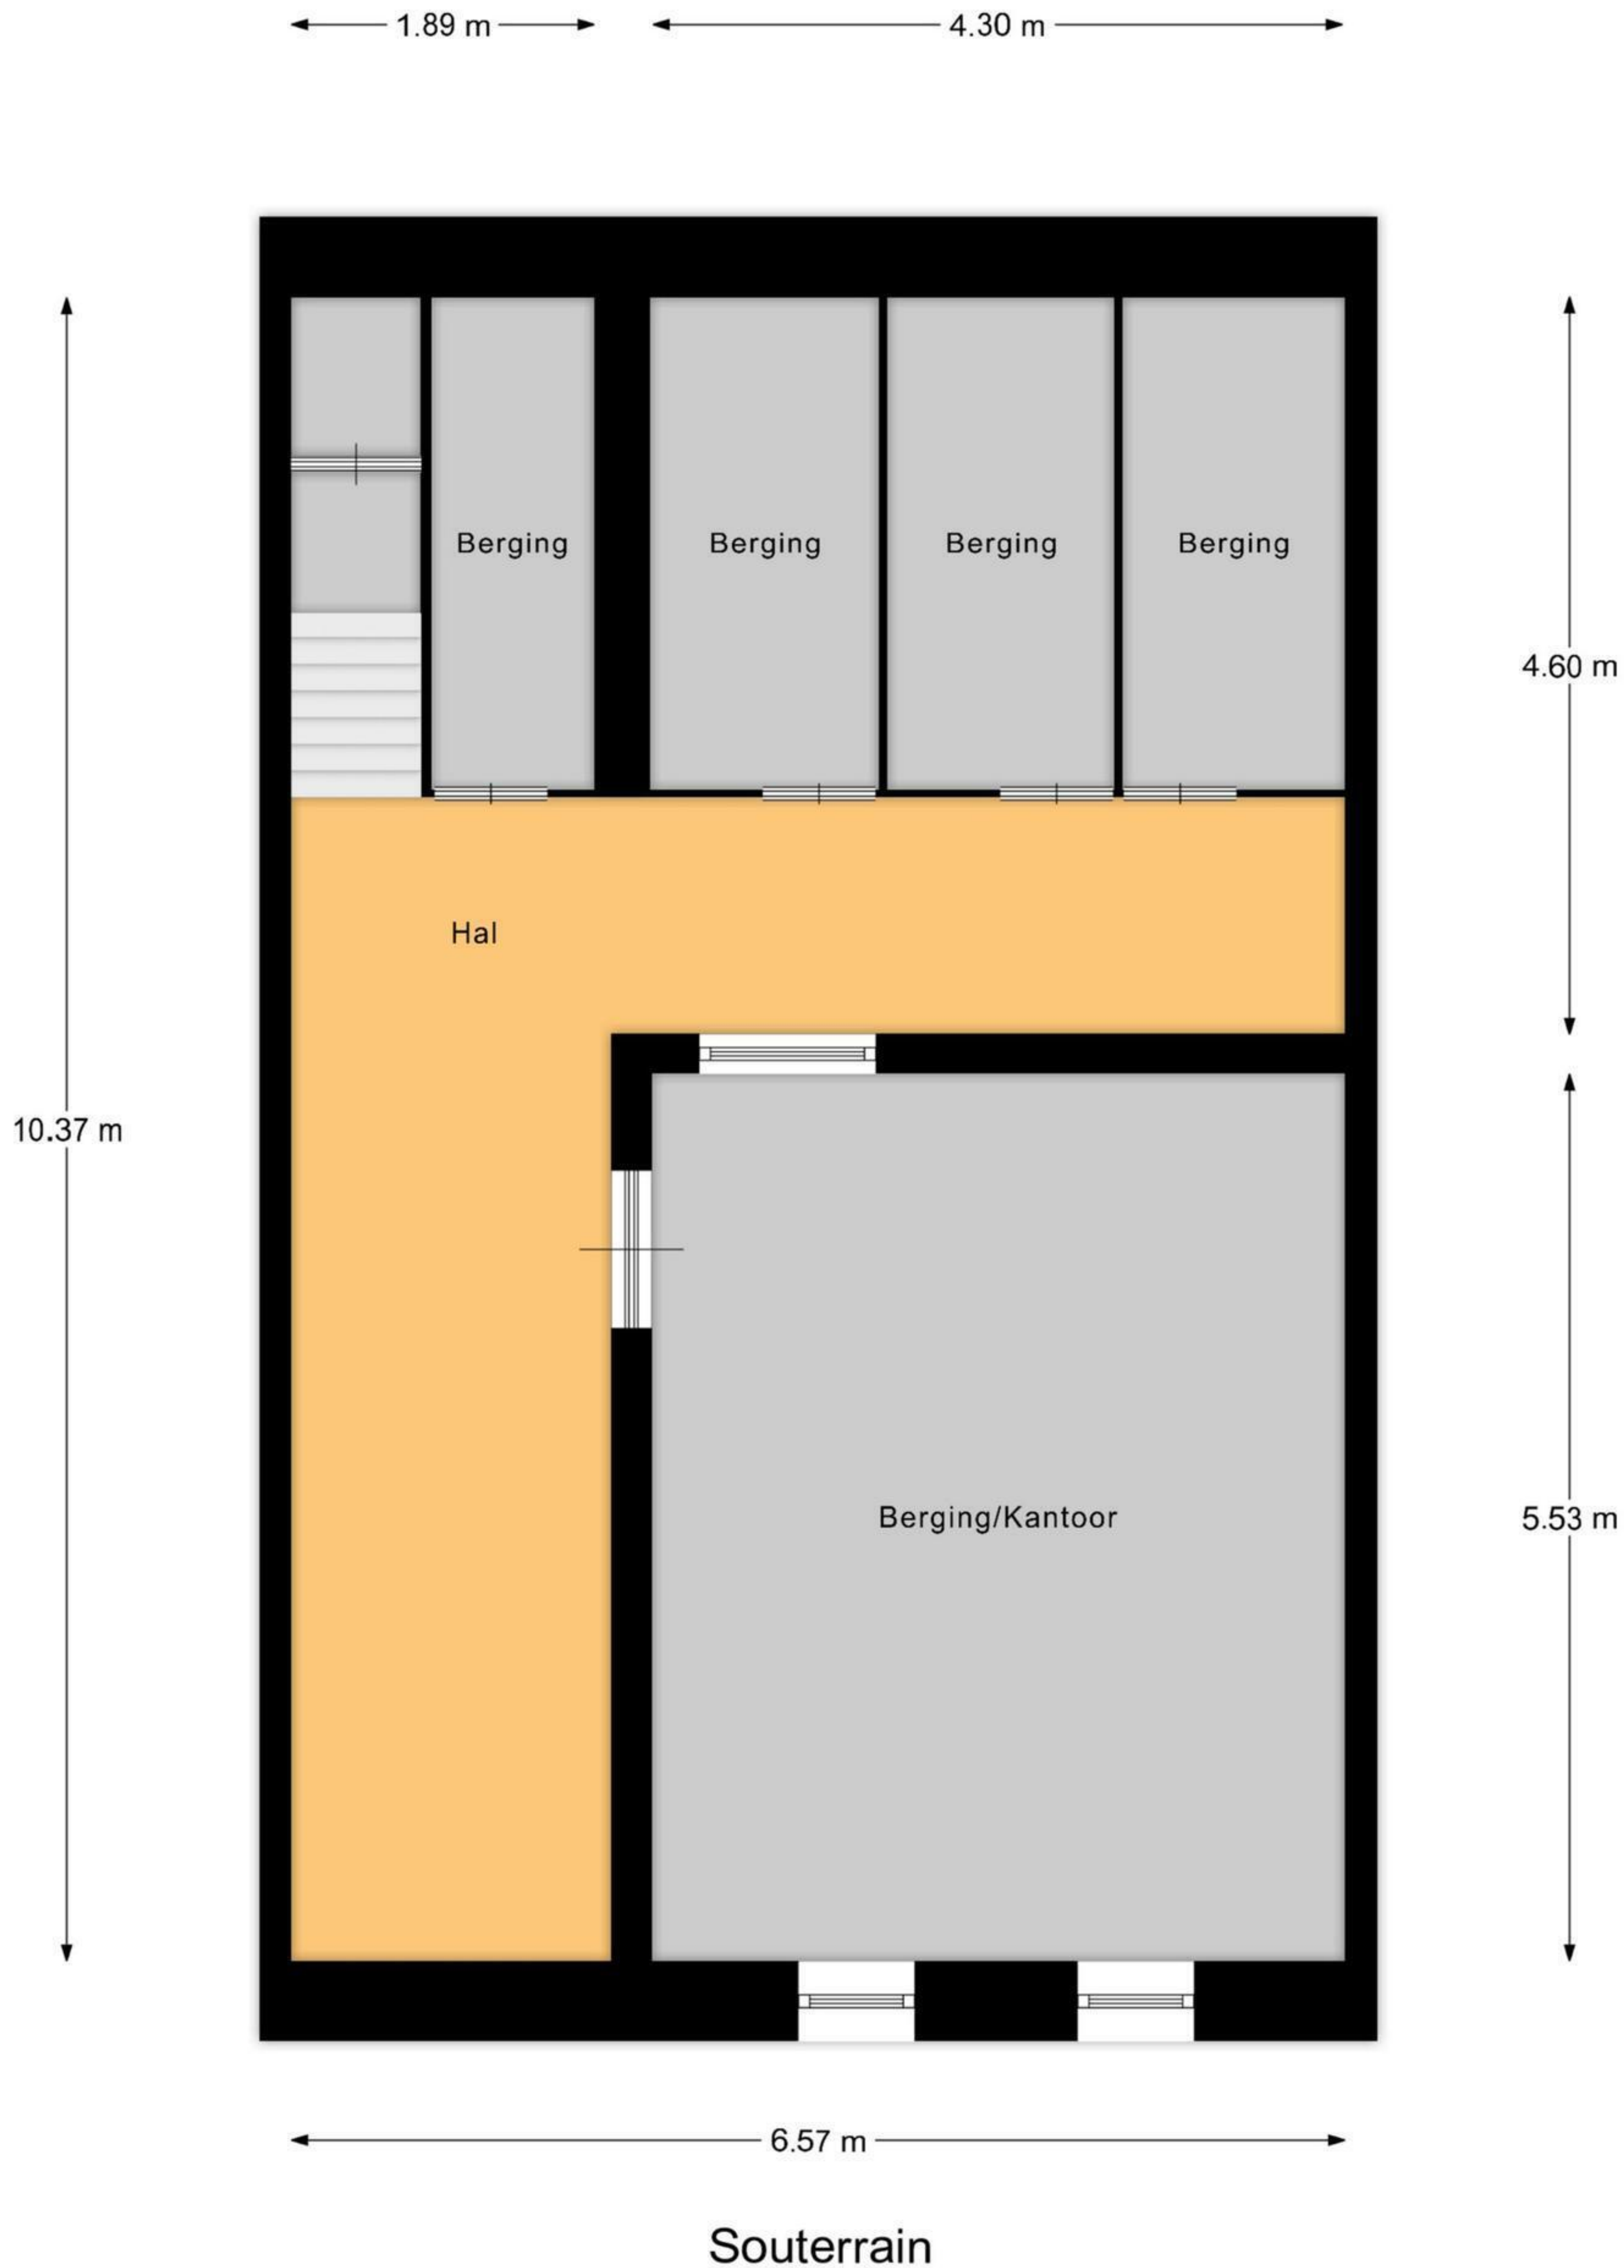 1.89 m
4.30 m
Berging
Berging
Berging
Berging
4.60 m
Hal
10.37 m
Berging/Kantoor
5.53 m
6.57 m
Souterrain